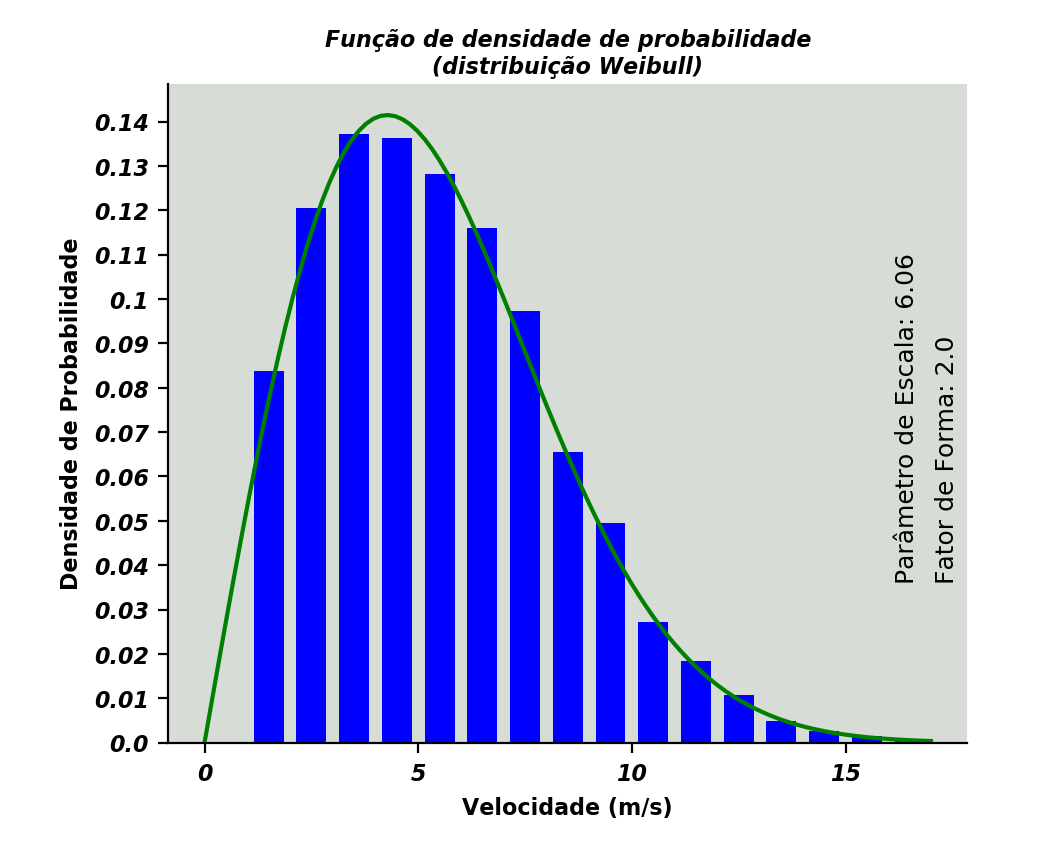 Função de densidade de probabilidade
(distribuição Weibull)
Densidade de Probabilidade
0.14
0.13
0.12
0.11
0.1
0.09
0.08
0.07
0.06
0.05
0.04
0.03
0.02
0.01
0.0
Parâmetro de Escala: 6.06
Fator de Forma: 2.0
0 5 10 15
Velocidade (m/s)